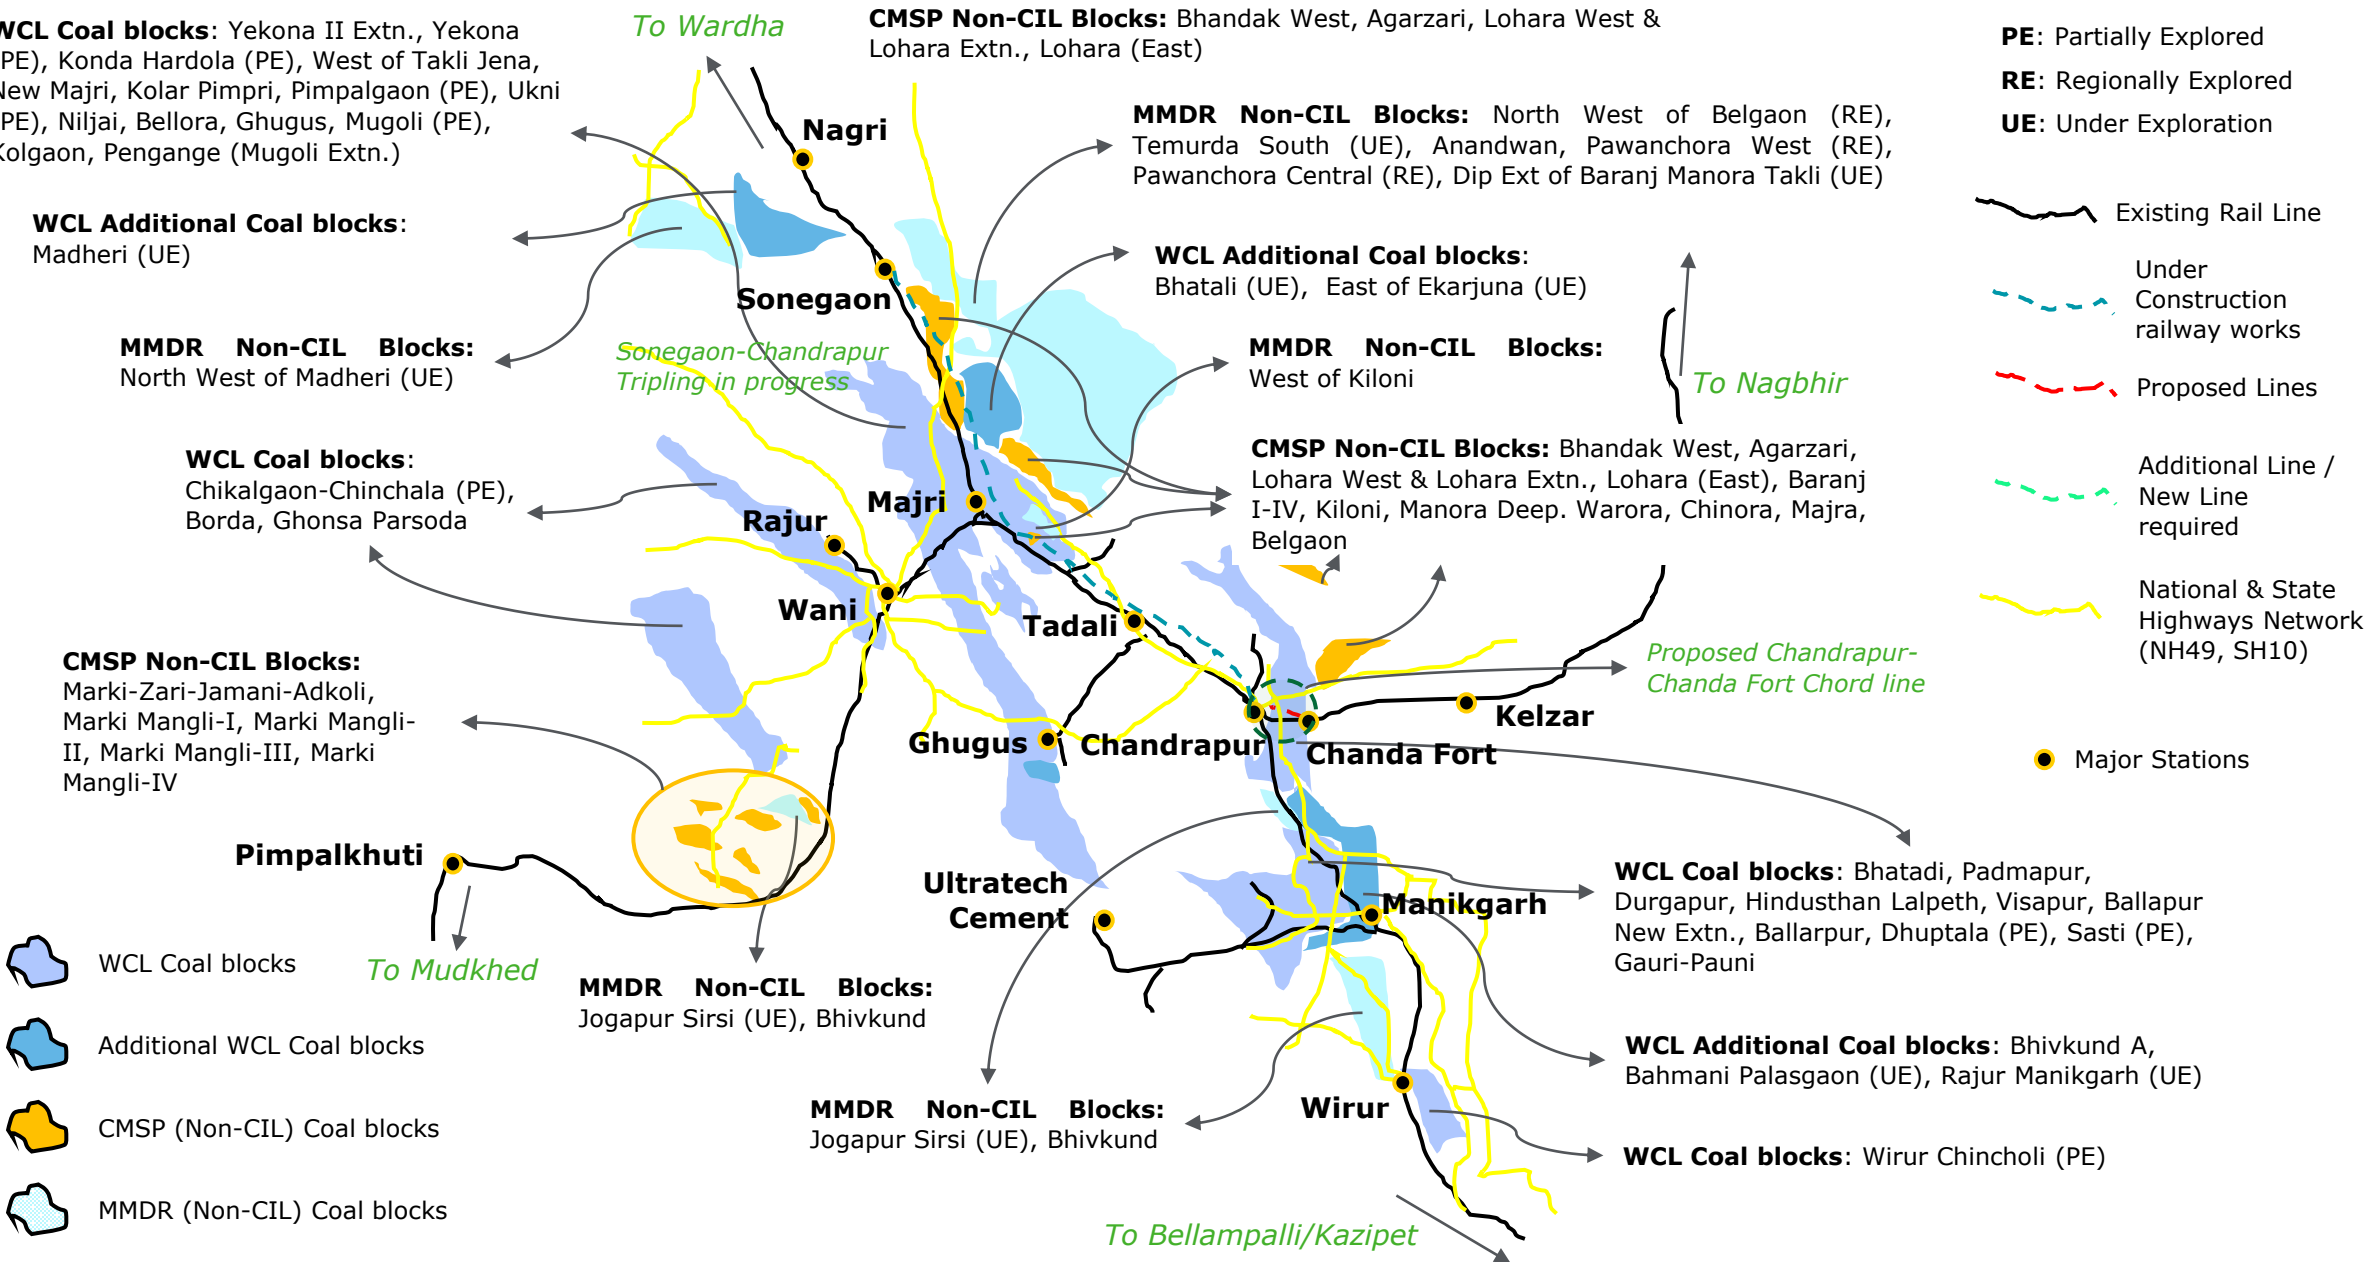 WCL Coal blocks: Yekona II Extn., Yekona
(PE), Konda Hardola (PE), West of Takli Jena,
New Majri, Kolar Pimpri, Pimpalgaon (PE), Ukni
(PE), Niljai, Bellora, Ghugus, Mugoli (PE),
Kolgaon, Pengange (Mugoli Extn.)
To Wardha
CMSP Non-CIL Blocks: Bhandak West, Agarzari, Lohara West &
Lohara Extn., Lohara (East)
PE: Partially Explored
RE: Regionally Explored
UE: Under Exploration
Nagri
MMDR Non-CIL Blocks: North West of Belgaon (RE),
Temurda South (UE), Anandwan, Pawanchora West (RE),
Pawanchora Central (RE), Dip Ext of Baranj Manora Takli (UE)
WCL Additional Coal blocks:
Madheri (UE)
Existing Rail Line
WCL Additional Coal blocks:
Bhatali (UE), East of Ekarjuna (UE)
Under
Construction
railway works
Sonegaon
MMDR Non-CIL Blocks:
North West of Madheri (UE)
Sonegaon-Chandrapur
Tripling in progress
MMDR Non-CIL Blocks:
West of Kiloni
To Nagbhir
Proposed Lines
WCL Coal blocks:
Chikalgaon-Chinchala (PE),
Borda, Ghonsa Parsoda
CMSP Non-CIL Blocks: Bhandak West, Agarzari,
Lohara West & Lohara Extn., Lohara (East), Baranj
I-IV, Kiloni, Manora Deep. Warora, Chinora, Majra,
Belgaon
Additional Line /
New Line
required
Majri
Rajur
Wani
Tadali
National & State
Highways Network
(NH49, SH10)
CMSP Non-CIL Blocks:
Marki-Zari-Jamani-Adkoli,
Marki Mangli-I, Marki Mangli-
II, Marki Mangli-III, Marki
Mangli-IV
Proposed Chandrapur-
Chanda Fort Chord line
Kelzar
Ghugus
Chandrapur
Chanda Fort
Major Stations
Pimpalkhuti
Ultratech
Cement
Manikgarh
WCL Coal blocks: Bhatadi, Padmapur,
Durgapur, Hindusthan Lalpeth, Visapur, Ballapur
New Extn., Ballarpur, Dhuptala (PE), Sasti (PE),
Gauri-Pauni
WCL Coal blocks
To Mudkhed
MMDR Non-CIL Blocks:
Jogapur Sirsi (UE), Bhivkund
Additional WCL Coal blocks
WCL Additional Coal blocks: Bhivkund A,
Bahmani Palasgaon (UE), Rajur Manikgarh (UE)
MMDR Non-CIL Blocks:
Jogapur Sirsi (UE), Bhivkund
Wirur
CMSP (Non-CIL) Coal blocks
WCL Coal blocks: Wirur Chincholi (PE)
MMDR (Non-CIL) Coal blocks
To Bellampalli/Kazipet